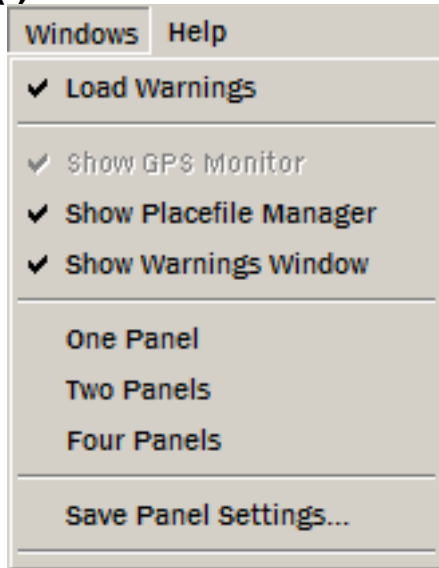 Windows Help
Load Warnings
Show GPS Monitor
Show Placefile Manager
Show Warnings Window
One Panel
Two Panels
Four Panels
Save Panel Settings...